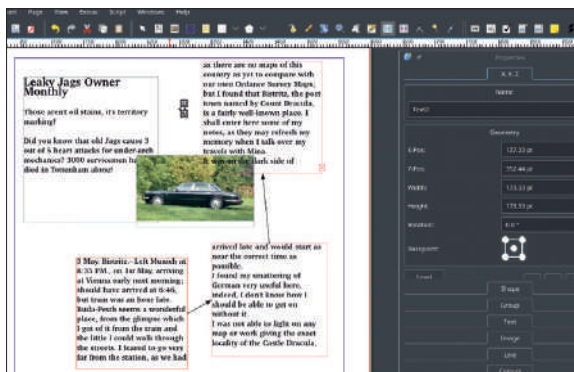 View
Extras
Script
Windows
Help
Properties
X, Y, Z
Name
Text2
Geometry
X-Pos:
Y-Pos:
Width:
Height:
Rotation:
Basepoint:
Level
Shape
Group
Text
Image
Line
Leaky Jags Owner
Monthly
Those arent oil stains, its territory
marking!
Did you know that old Jags cause 3
out of 5 heart attacks for under-arch
mechanics? 3000 servicemen ha
died in Tottenham alone!
3 May. Bistritz.--Left Munich at
8:35 P.M., on 1st May, arriving
at Vienna early next morning;
should have arrived at 6:46,
but train was an hour late.
Buda-Pesth seems a wonderful
place, from the glimpse which
I got of it from the train and
the little I could walk through
the streets. I feared to go very
far from the station, as we had
arrived late and would start as
near the correct time as
possible.
I found my smattering of
German very useful here,
indeed, I don't know how I
should be able to get on
without it.
I was not able to light on any
map or work giving the exact
locality of the Castle Dracula,
as there are no maps of this
country as yet to compare with
our own Ordance Survey Maps;
but I found that Bistritz, the post
town named by Count Dracula,
is a fairly well-known place. I
shall enter here some of my
notes, as they may refresh my
memory when I talk over my
travels with Mina.
It was on the dark side of